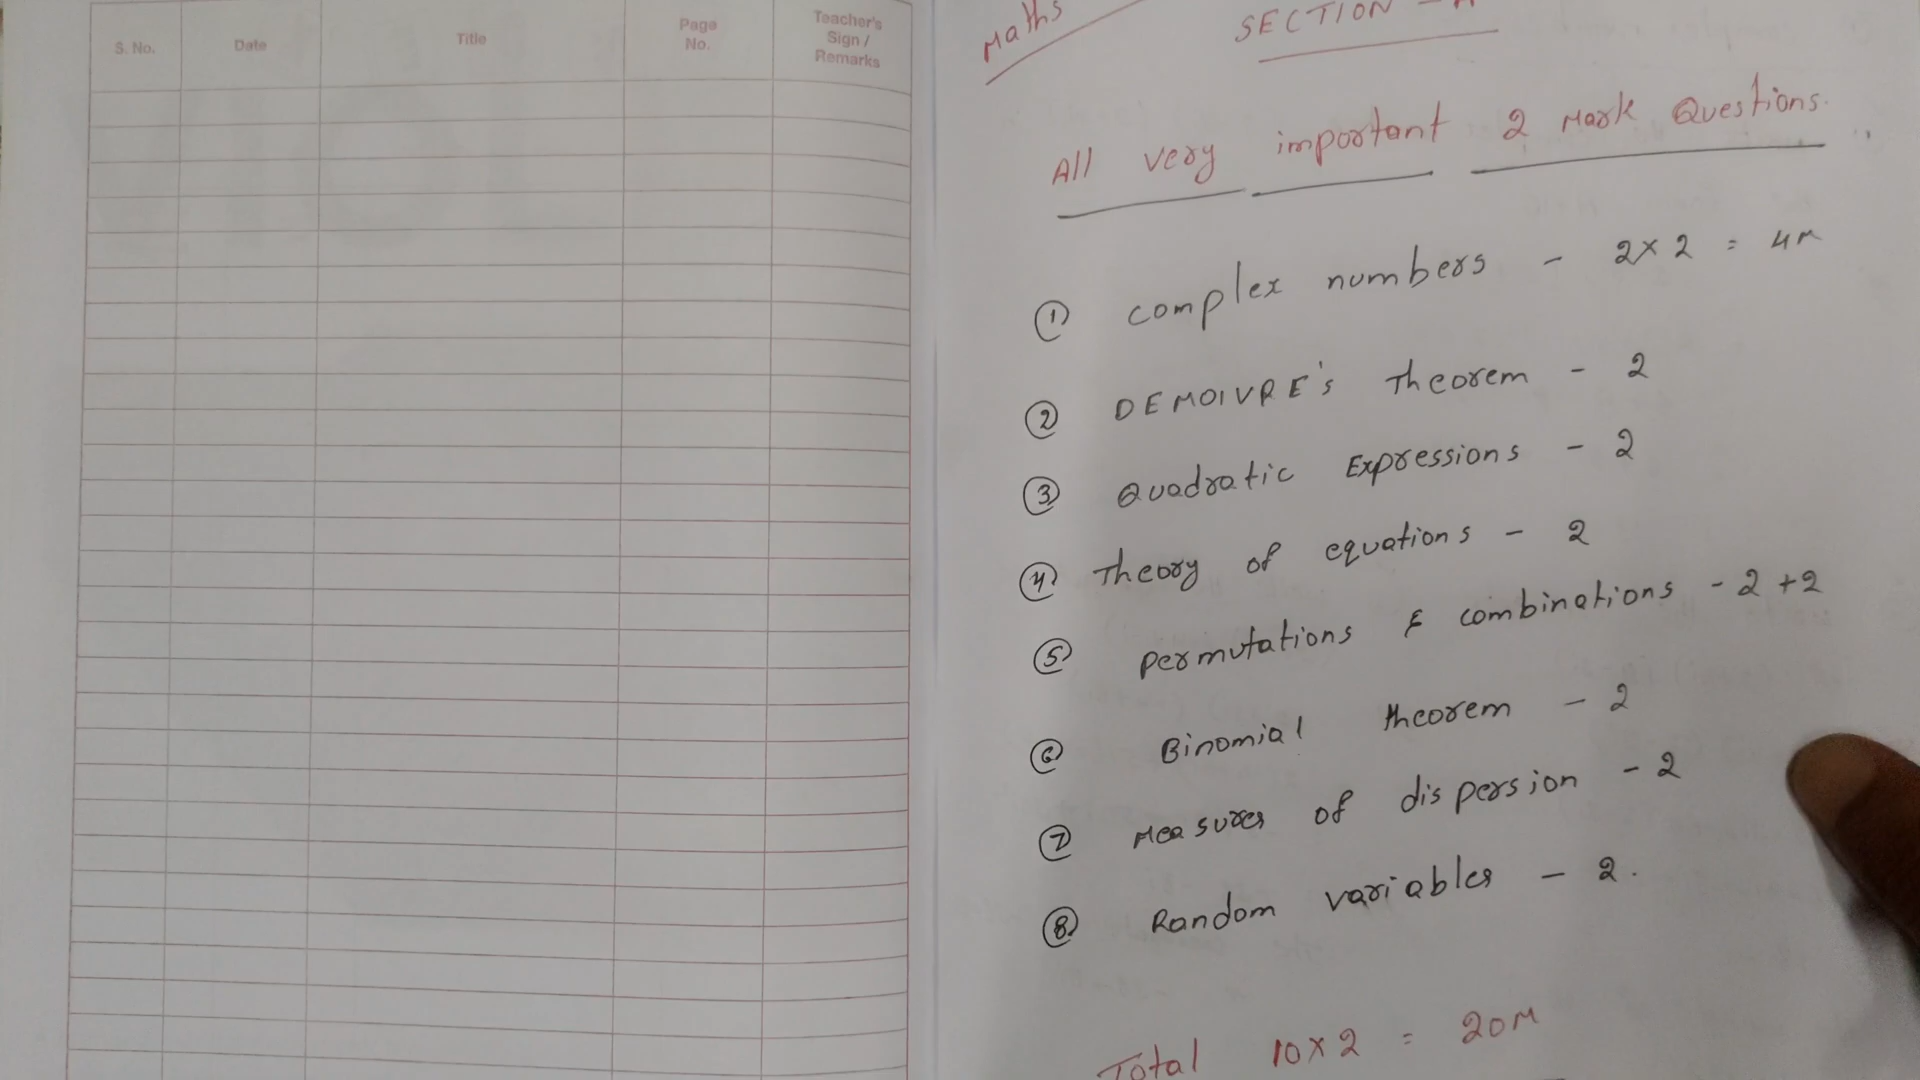 S. No. Date Title Page No. Teacher's Sign / Remarks
Maths
SECTION - A
All very important 2 Mark Questions.
① complex numbers - 2×2 = 4M
② DEMOIVRE's Theorem - 2
③ Quadratic Expressions - 2
④ Theory of equations - 2
⑤ permutations & combinations - 2+2
⑥ Binomial theorem - 2
⑦ Measures of dispersion - 2
⑧ Random variables - 2.
Total 10×2 = 20M